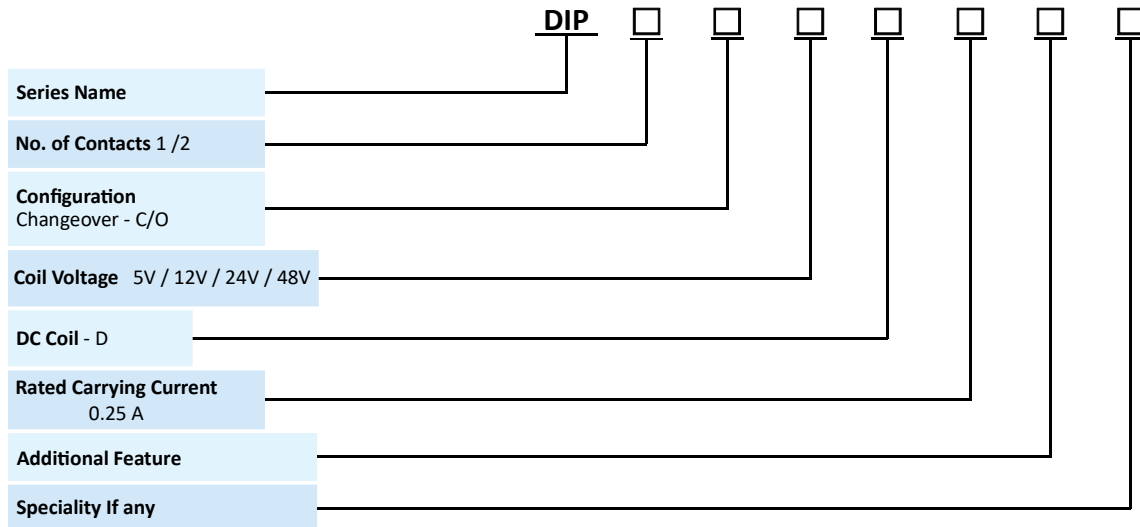 DIP
Series Name
No. of Contacts 1 /2
Configuration
Changeover - C/O
Coil Voltage 5V / 12V / 24V / 48V
DC Coil - D
Rated Carrying Current
0.25 A
Additional Feature
Speciality If any